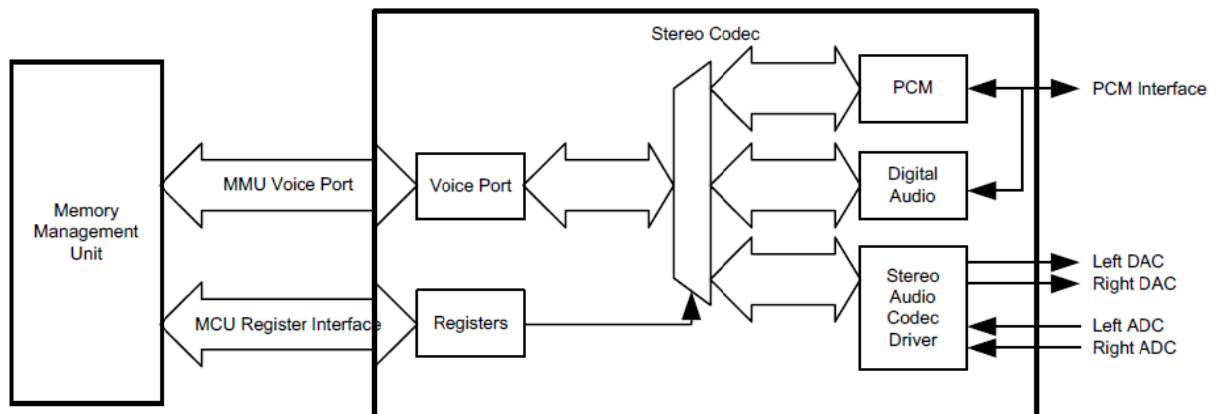 Stereo Codec
PCM
PCM Interface
MMU Voice Port
Voice Port
Digital
Audio
Memory
Management
Unit
Left DAC
Right DAC
Stereo
Audio
Codec
Driver
MCU Register Interface
Registers
Left ADC
Right ADC